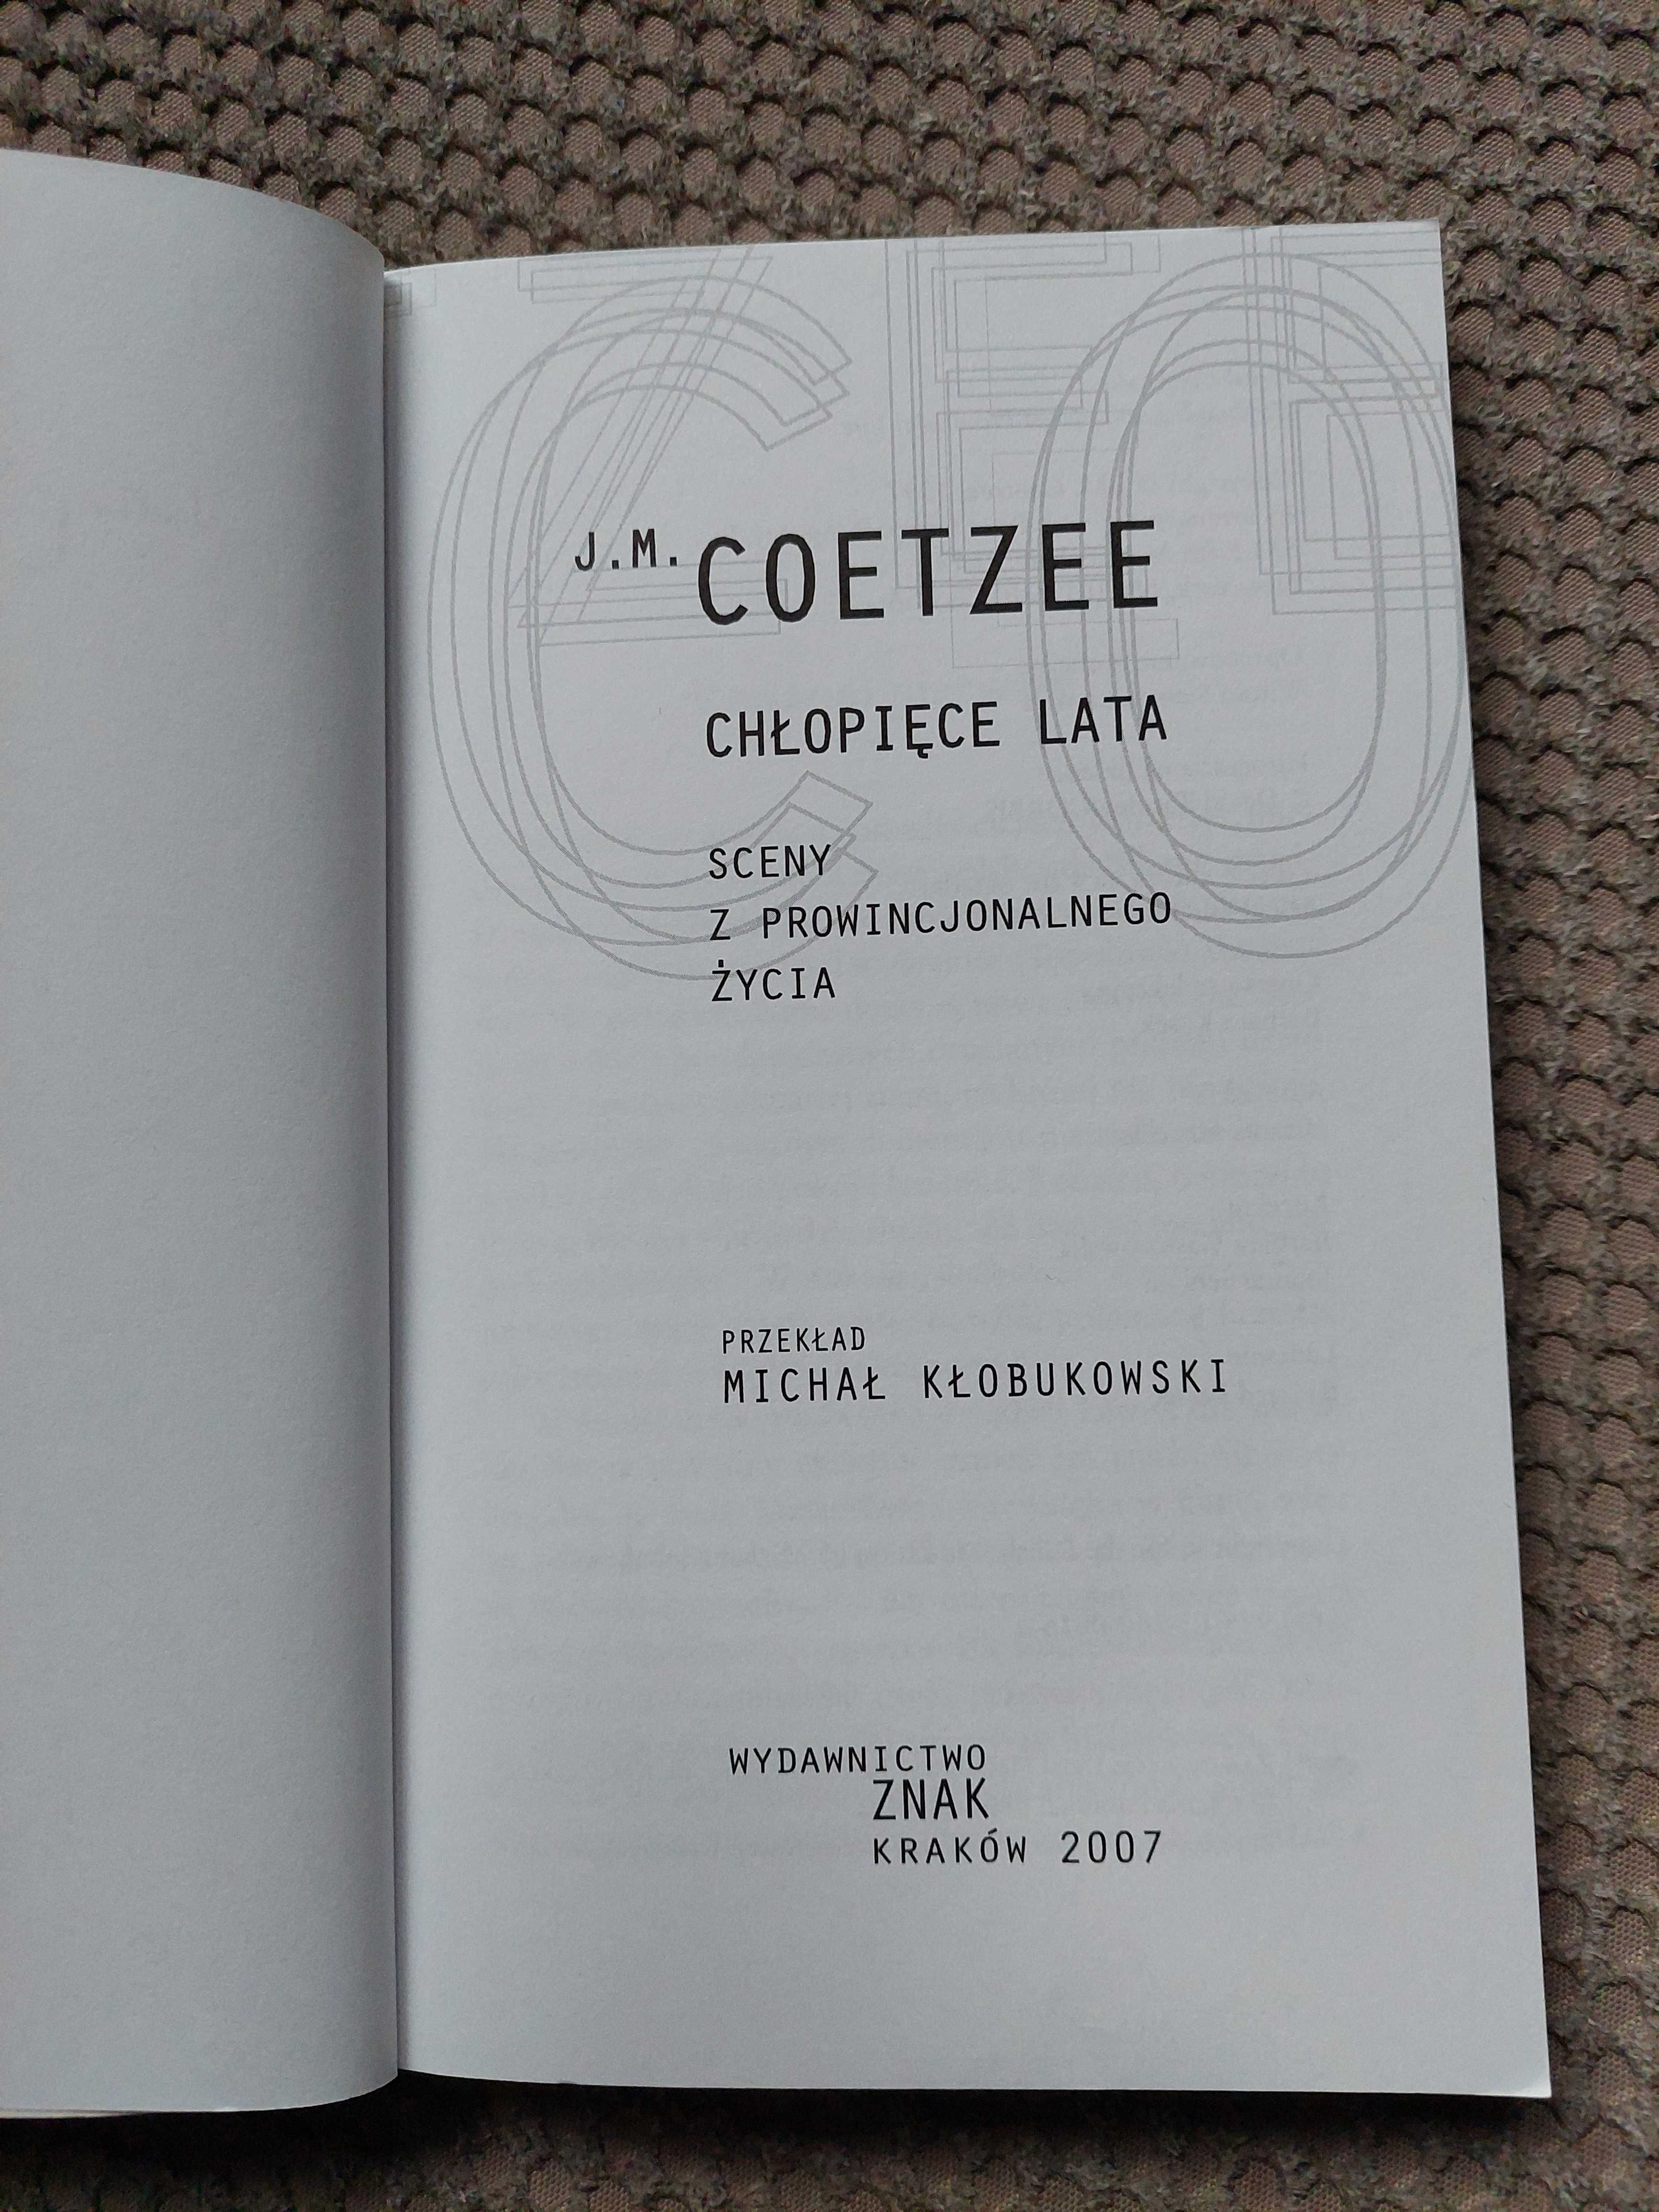 J.M. COETZEE
CHŁOPIĘCE LATA
SCENY
Z PROWINCJONALNEGO
ŻYCIA
PRZEKŁAD
MICHAŁ KŁOBUKOWSKI
WYDAWNICTWO
ZNAK
KRAKÓW 2007